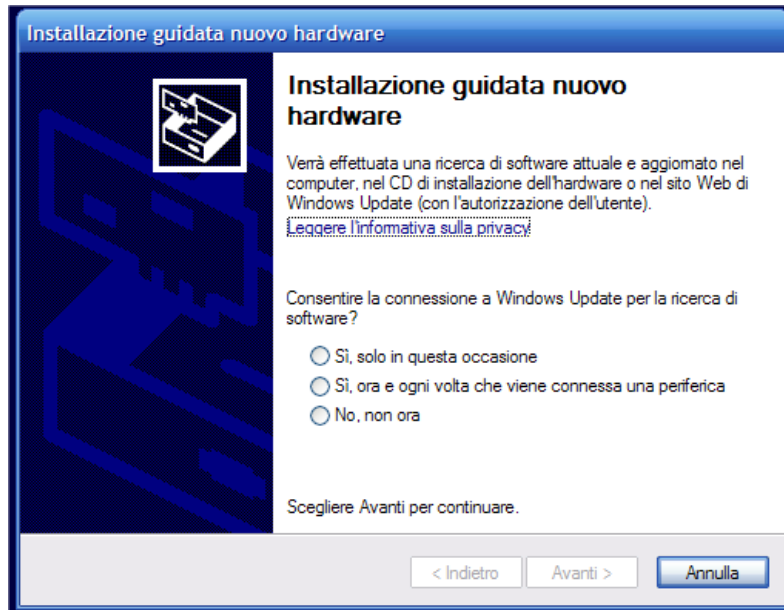 Installazione guidata nuovo hardware
Installazione guidata nuovo
hardware
Verrà effettuata una ricerca di software attuale e aggiornato nel
computer, nel CD di installazione dell'hardware o nel sito Web di
Windows Update (con l'autorizzazione dell'utente).
Leggere l'informativa sulla privacy
Consentire la connessione a Windows Update per la ricerca di
software?
Sì, solo in questa occasione
Sì, ora e ogni volta che viene connessa una periferica
No, non ora
Scegliere Avanti per continuare.
< Indietro Avanti > Annulla